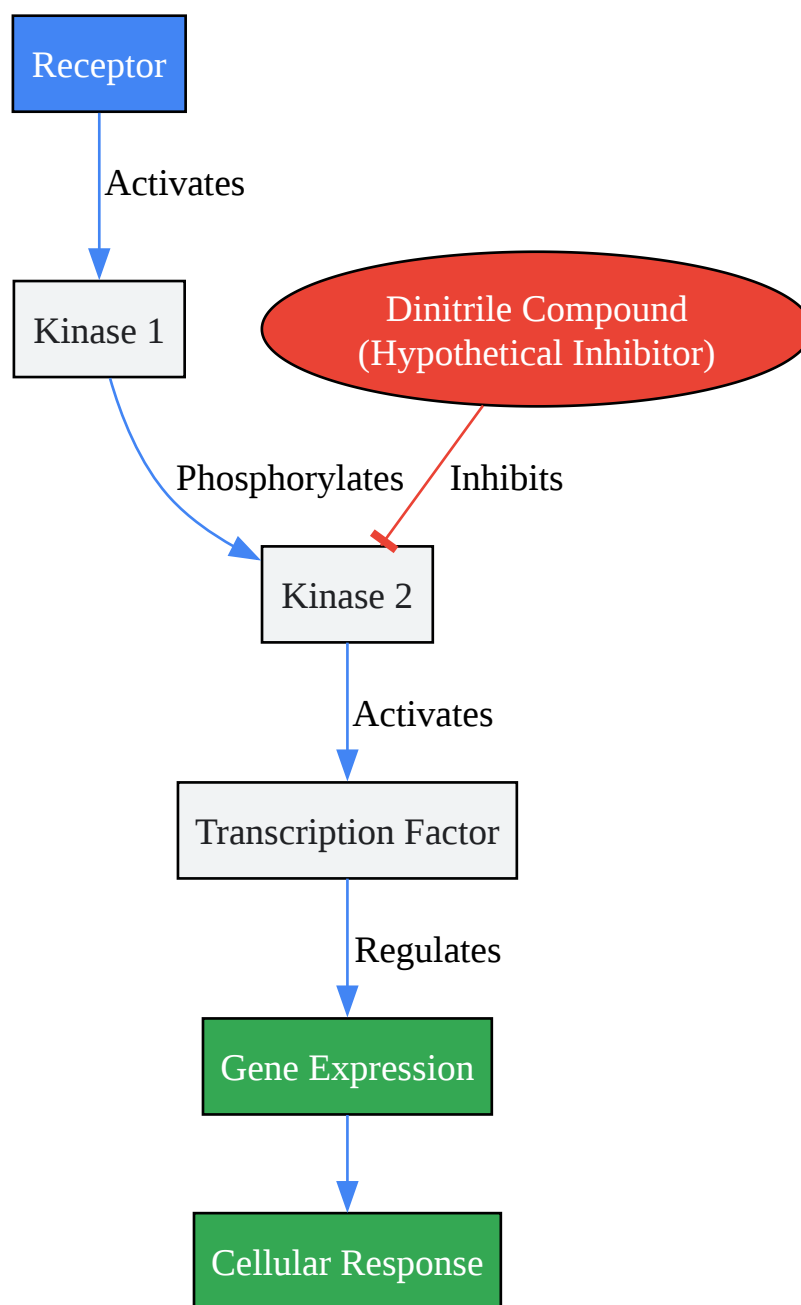 Receptor
Activates
Kinase 1
Dinitrile Compound
(Hypothetical Inhibitor)
Phosphorylates
Inhibits
Kinase 2
Activates
Transcription Factor
Regulates
Gene Expression
Cellular Response